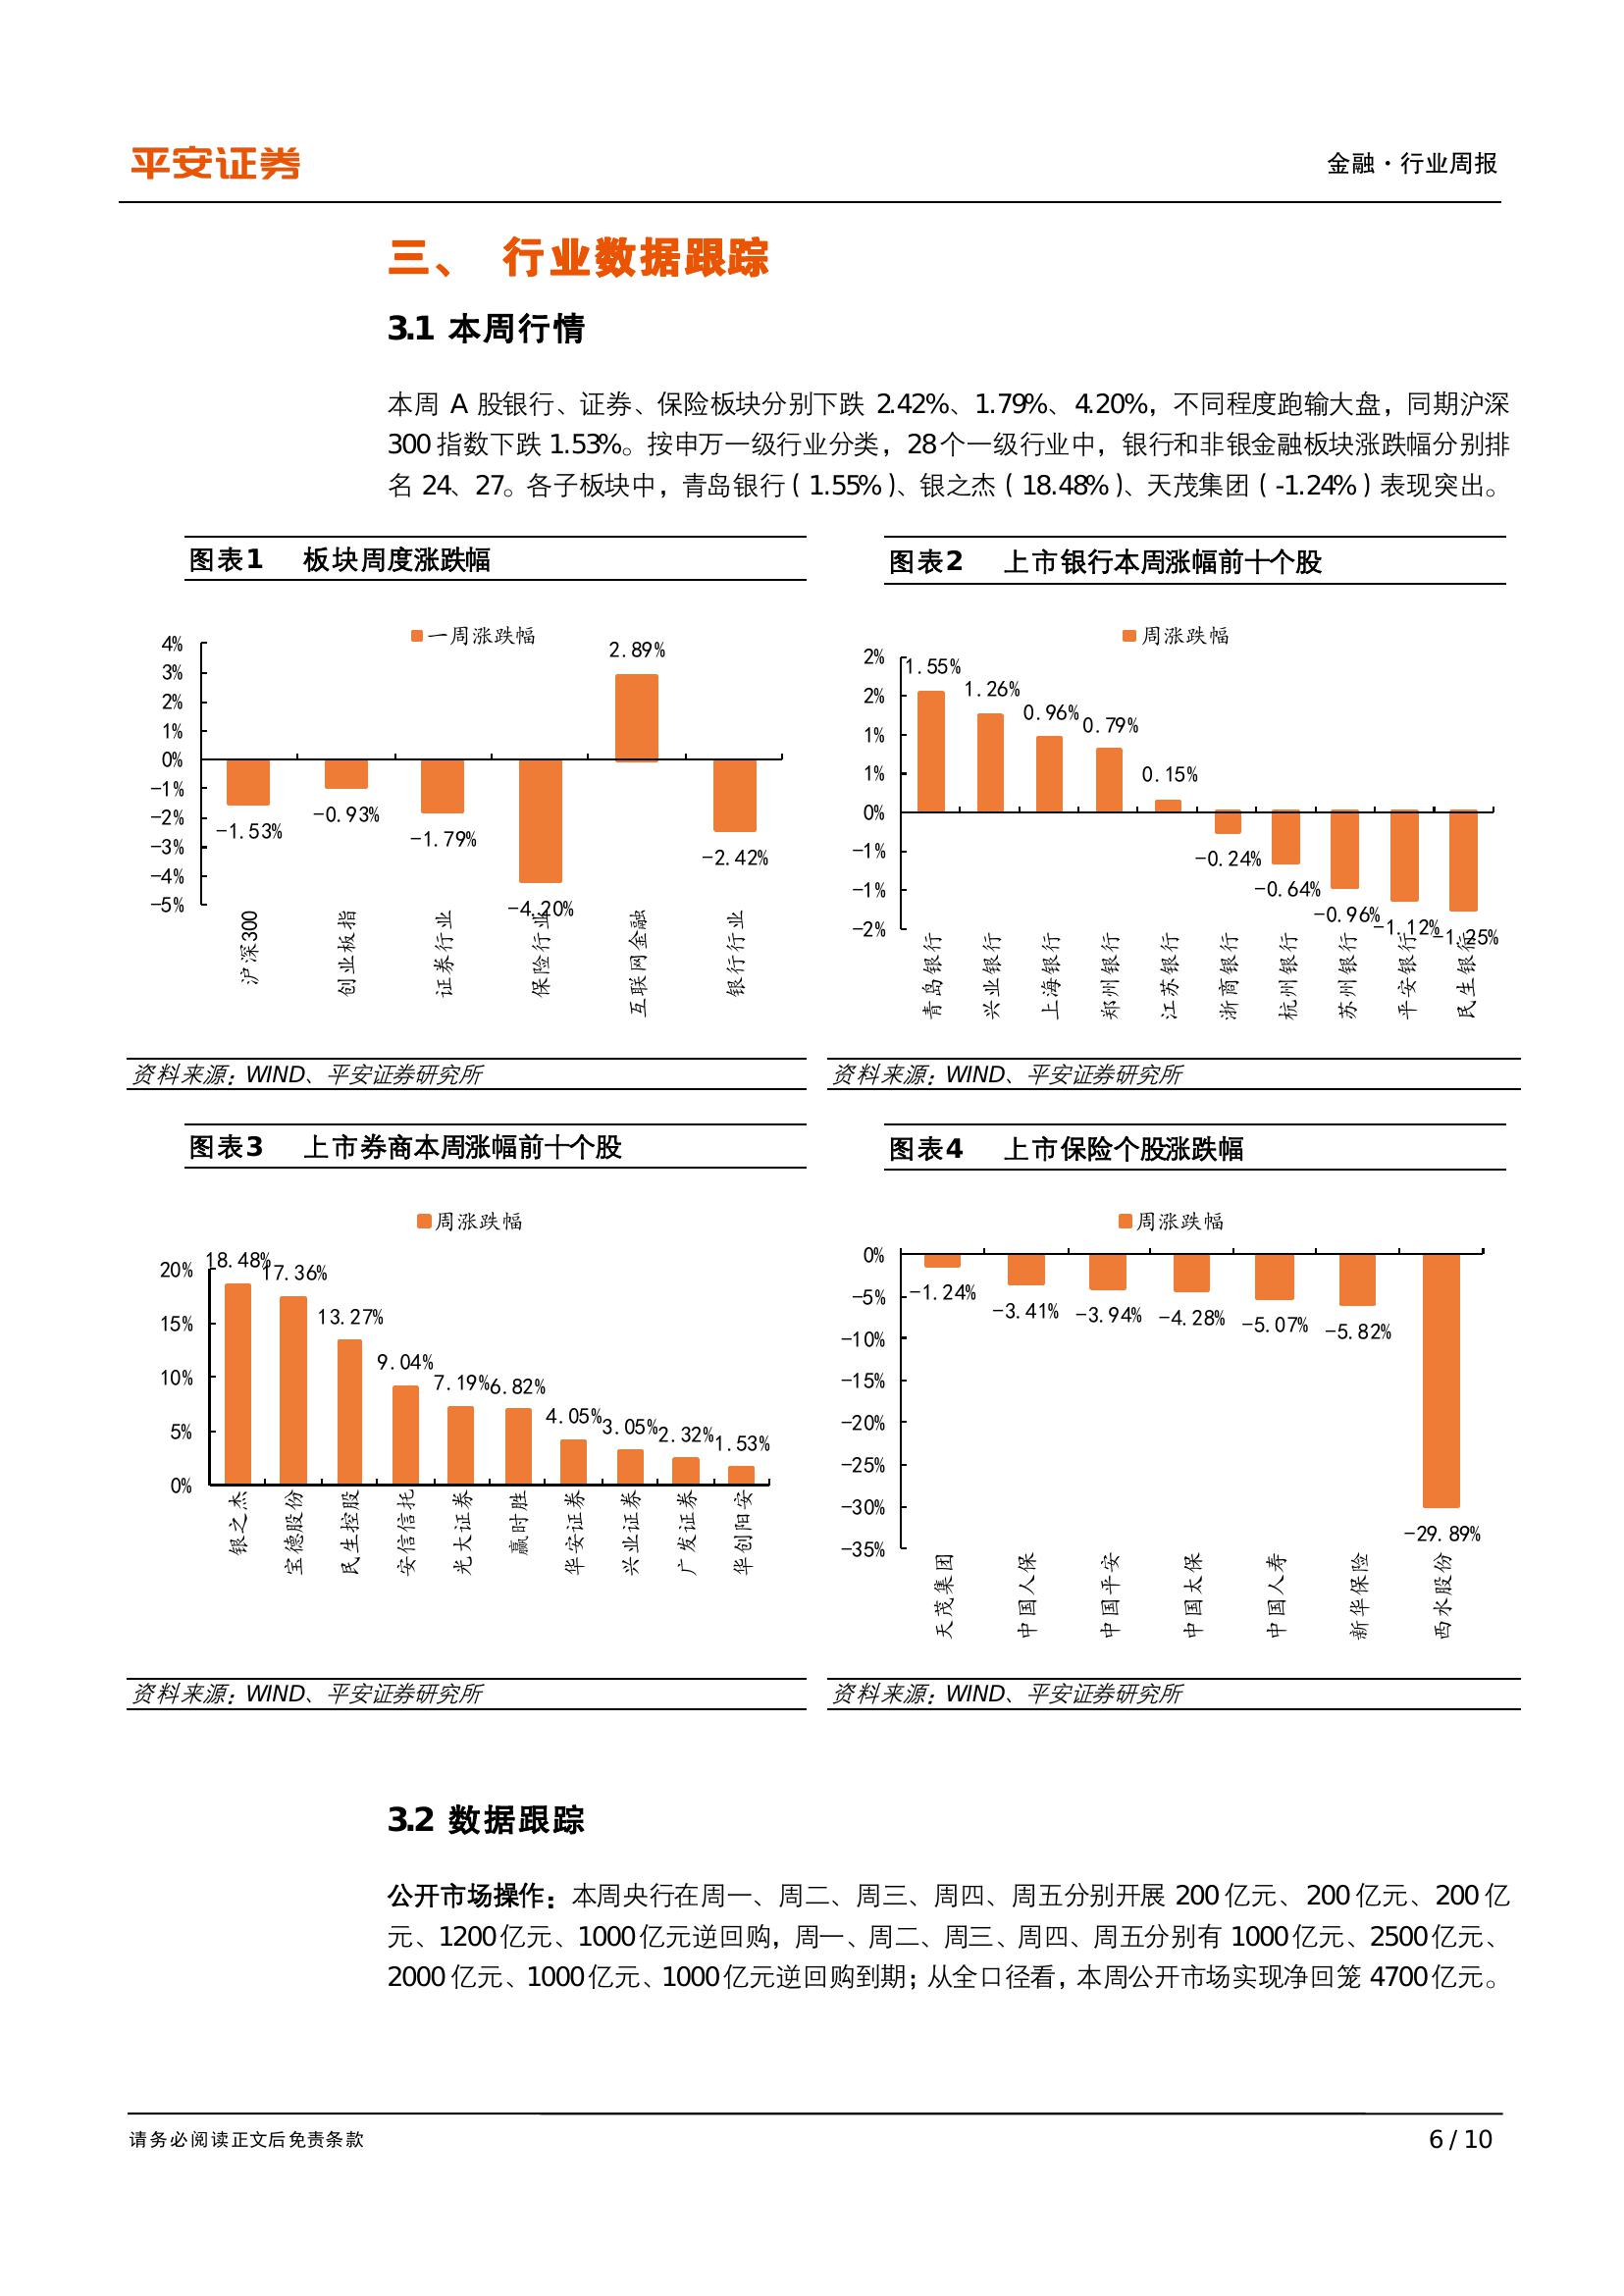 平安证券
金融·行业周报
三、 行业数据跟踪
3.1 本周行情
本周 A 股银行、证券、保险板块分别下跌 2.42%、1.79%、4.20%，不同程度跑输大盘，同期沪深
300 指数下跌 1.53%。按申万一级行业分类，28个一级行业中，银行和非银金融板块涨跌幅分别排
名 24、27。各子板块中，青岛银行（1.55%）、银之杰（18.48%）、天茂集团（-1.24%）表现突出。
图表1 板块周度涨跌幅
一周涨跌幅
4%
3%
2%
1%
0%
-1%
-2%
-3%
-4%
-5%
-1.53%
-0.93%
-1.79%
-4.20%
2.89%
-2.42%
沪深300
创业板指
证券行业
保险行业
互联网金融
银行行业
资料来源：WIND、平安证券研究所
图表2 上市银行本周涨幅前十个股
周涨跌幅
2%
2%
1%
1%
0%
-1%
-1%
-2%
1.55%
1.26%
0.96%
0.79%
0.15%
-0.24%
-0.64%
-0.96%
-1.12%
-1.25%
青岛银行
兴业银行
上海银行
郑州银行
江苏银行
浙商银行
杭州银行
苏州银行
平安银行
民生银行
资料来源：WIND、平安证券研究所
图表3 上市券商本周涨幅前十个股
周涨跌幅
20%
15%
10%
5%
0%
18.48%
17.36%
13.27%
9.04%
7.19%
6.82%
4.05%
3.05%
2.32%
1.53%
银之杰
宝德股份
民生控股
安信信托
光大证券
赢时胜
华安证券
兴业证券
广发证券
华创阳安
资料来源：WIND、平安证券研究所
图表4 上市保险个股涨跌幅
周涨跌幅
0%
-5%
-10%
-15%
-20%
-25%
-30%
-35%
-1.24%
-3.41%
-3.94%
-4.28%
-5.07%
-5.82%
-29.89%
天茂集团
中国人保
中国平安
中国太保
中国人寿
新华保险
西水股份
资料来源：WIND、平安证券研究所
3.2 数据跟踪
公开市场操作：本周央行在周一、周二、周三、周四、周五分别开展 200 亿元、200 亿元、200 亿
元、1200亿元、1000亿元逆回购，周一、周二、周三、周四、周五分别有 1000亿元、2500亿元、
2000 亿元、1000亿元、1000亿元逆回购到期；从全口径看，本周公开市场实现净回笼 4700亿元。
请务必阅读正文后免责条款
6 / 10